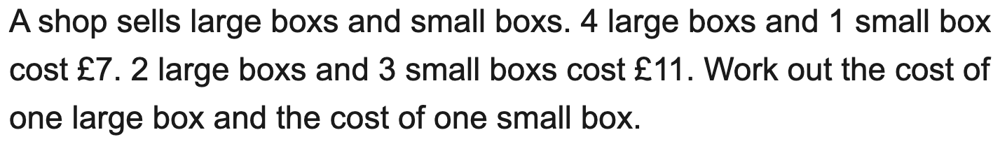 A shop sells large boxs and small boxs. 4 large boxs and 1 small box
cost £7. 2 large boxs and 3 small boxs cost £11. Work out the cost of
one large box and the cost of one small box.